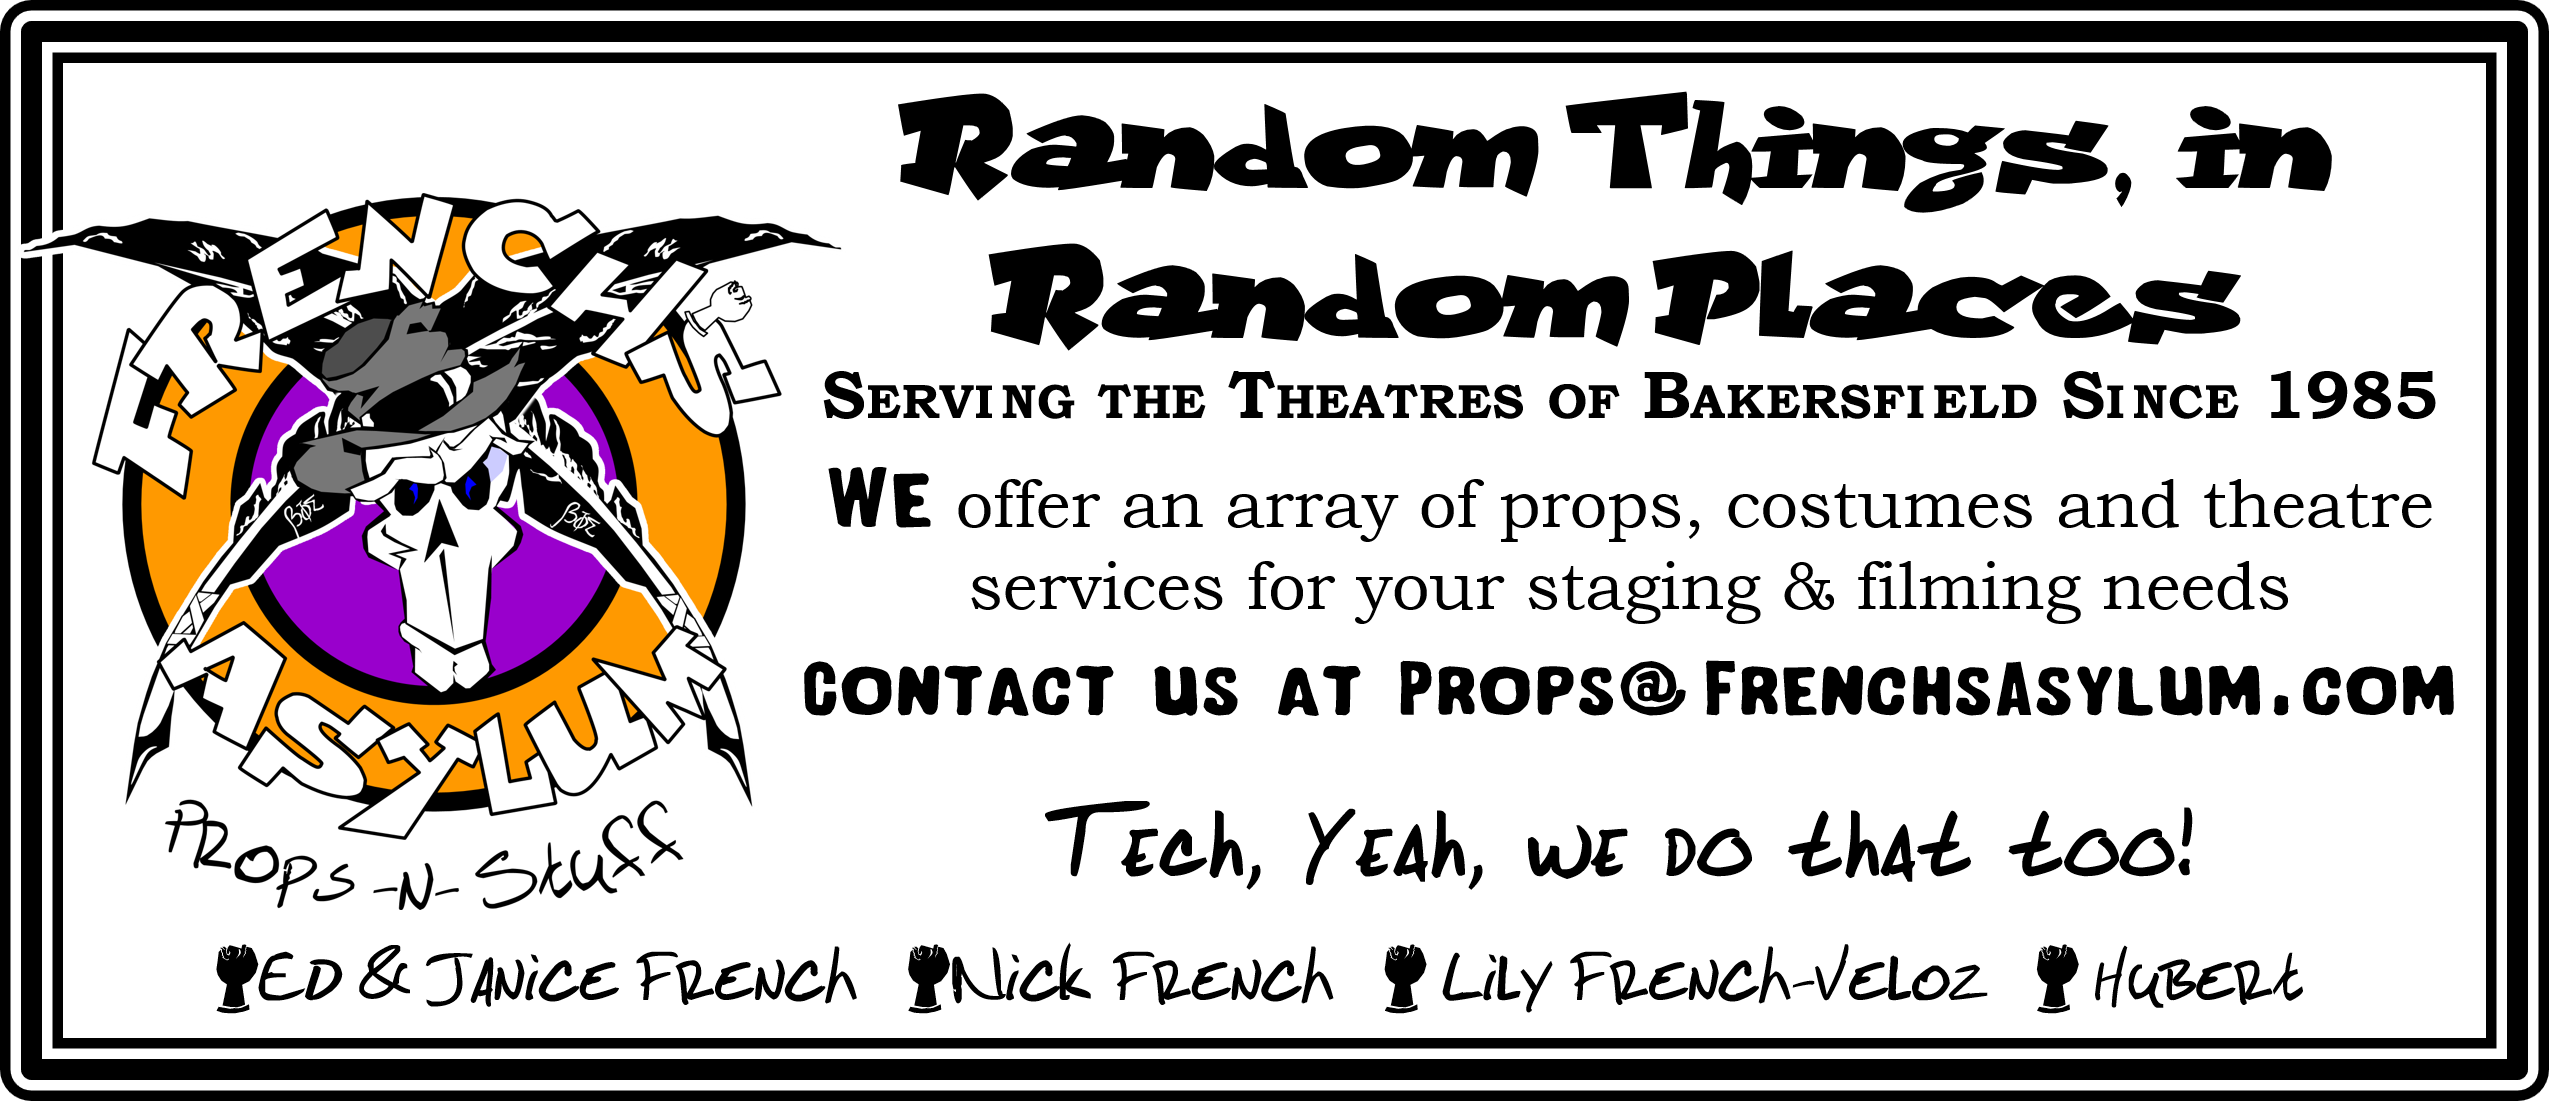 FRENCH'S
ASYLUM
Props -N- Stuff
Random Things, in
Random Places
Serving the Theatres of Bakersfield Since 1985
WE offer an array of props, costumes and theatre
services for your staging & filming needs
Contact us at Props@FrenchsAsylum.com
Tech, Yeah, we do that too!
Ed & Janice French Nick French Lily French-Veloz Hubert